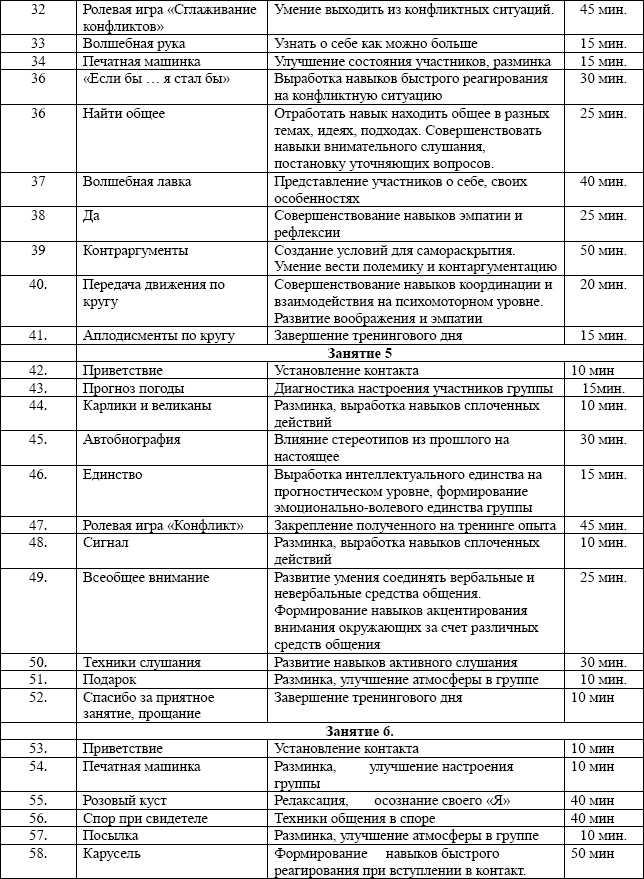 32 Ролевая игра «Сглаживание Умение выходить из конфликтных ситуаций. 45 мин.
конфликтов»
33 Волшебная рука Узнать о себе как можно больше 15 мин.
34 Печатная машинка Улучшение состояния участников, разминка 15 мин.
36 «Если бы … я стал бы» Выработка навыков быстрого реагирования 30 мин.
на конфликтную ситуацию
36 Найти общее Отработать навык находить общее в разных 25 мин.
темах, идеях, подходах. Совершенствовать
навыки внимательного слушания,
постановку уточняющих вопросов.
37 Волшебная лавка Представление участников о себе, своих 40 мин.
особенностях
38 Да Совершенствование навыков эмпатии и 25 мин.
рефлексии
39 Контраргументы Создание условий для самораскрытия. 50 мин.
Умение вести полемику и контаргументацию
40. Передача движения по Совершенствование навыков координации и 20 мин.
кругу взаимодействия на психомоторном уровне.
Развитие воображения и эмпатии
41. Аплодисменты по кругу Завершение тренингового дня 15 мин.
Занятие 5
42. Приветствие Установление контакта 10 мин
43. Прогноз погоды Диагностика настроения участников группы 15мин.
44. Карлики и великаны Разминка, выработка навыков сплоченных 10 мин.
действий
45. Автобиография Влияние стереотипов из прошлого на 30 мин.
настоящее
46. Единство Выработка интеллектуального единства на 15 мин.
прогностическом уровне, формирование
эмоционально-волевого единства группы
47. Ролевая игра «Конфликт» Закрепление полученного на тренинге опыта 45 мин.
48. Сигнал Разминка, выработка навыков сплоченных 10 мин.
действий
49. Всеобщее внимание Развитие умения соединять вербальные и 25 мин.
невербальные средства общения.
Формирование навыков акцентирования
внимания окружающих за счет различных
средств общения
50. Техники слушания Развитие навыков активного слушания 30 мин.
51. Подарок Разминка, улучшение атмосферы в группе 10 мин.
52. Спасибо за приятное Завершение тренингового дня 10 мин
занятие, прощание
Занятие 6.
53. Приветствие Установление контакта 10 мин
54. Печатная машинка Разминка, улучшение настроения 10 мин
группы
55. Розовый куст Релаксация, осознание своего «Я» 40 мин
56. Спор при свидетеле Техники общения в споре 40 мин
57. Посылка Разминка, улучшение атмосферы в группе 10 мин.
58. Карусель Формирование навыков быстрого 50 мин
реагирования при вступлении в контакт.